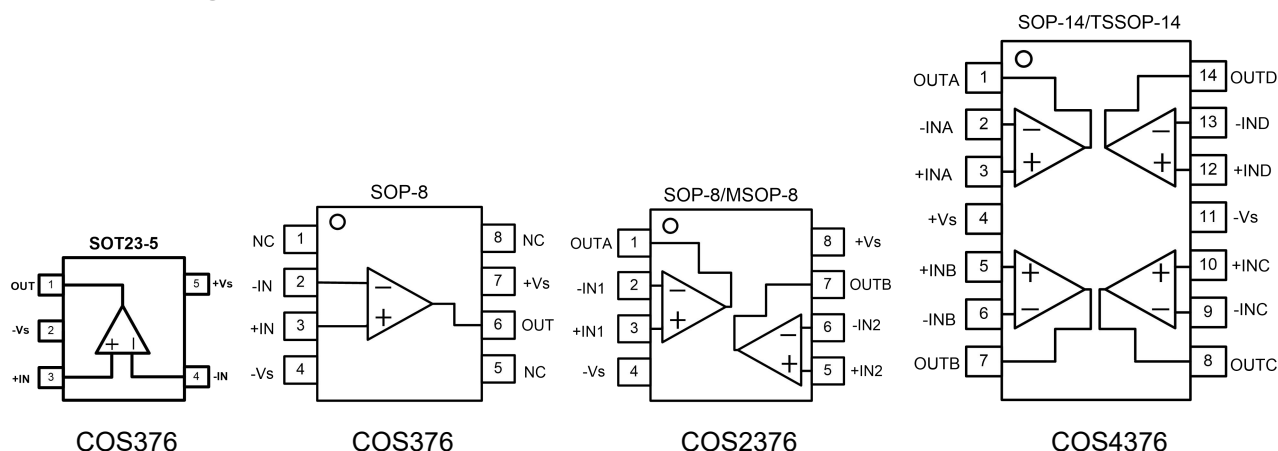 SOT23-5
OUT 1
5 +Vs
-Vs 2
+IN 3
4 -IN
COS376
SOP-8
NC 1
8 NC
-IN 2
7 +Vs
+IN 3
6 OUT
-Vs 4
5 NC
COS376
SOP-8/MSOP-8
OUTA 1
8 +Vs
-IN1 2
7 OUTB
+IN1 3
6 -IN2
-Vs 4
5 +IN2
COS2376
SOP-14/TSSOP-14
OUTA 1
14 OUTD
-INA 2
13 -IND
+INA 3
12 +IND
+Vs 4
11 -Vs
+INB 5
10 +INC
-INB 6
9 -INC
OUTB 7
8 OUTC
COS4376